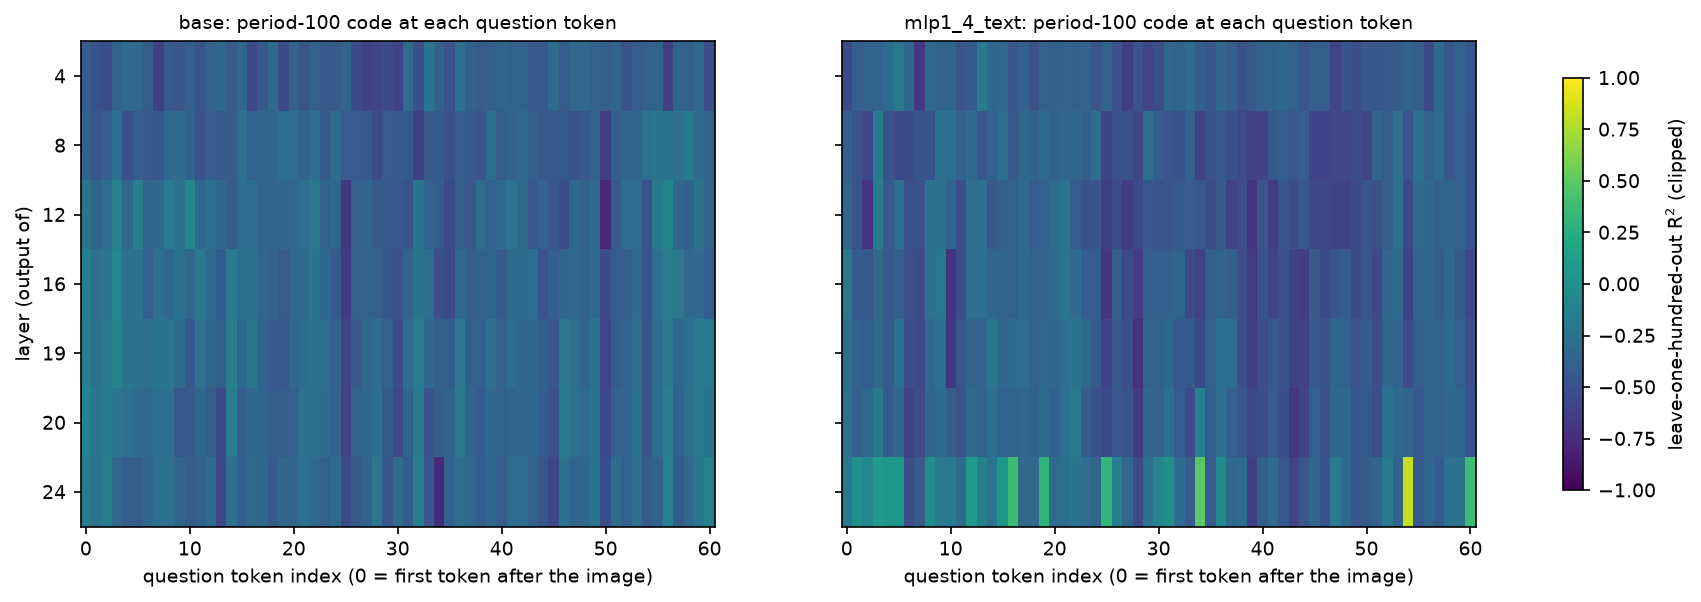 base: period-100 code at each question token
mlp1_4_text: period-100 code at each question token
layer (output of)
4
8
12
16
19
20
24
0 10 20 30 40 50 60
0 10 20 30 40 50 60
question token index (0 = first token after the image)
question token index (0 = first token after the image)
1.00
0.75
0.50
0.25
0.00
−0.25
−0.50
−0.75
−1.00
leave-one-hundred-out R² (clipped)